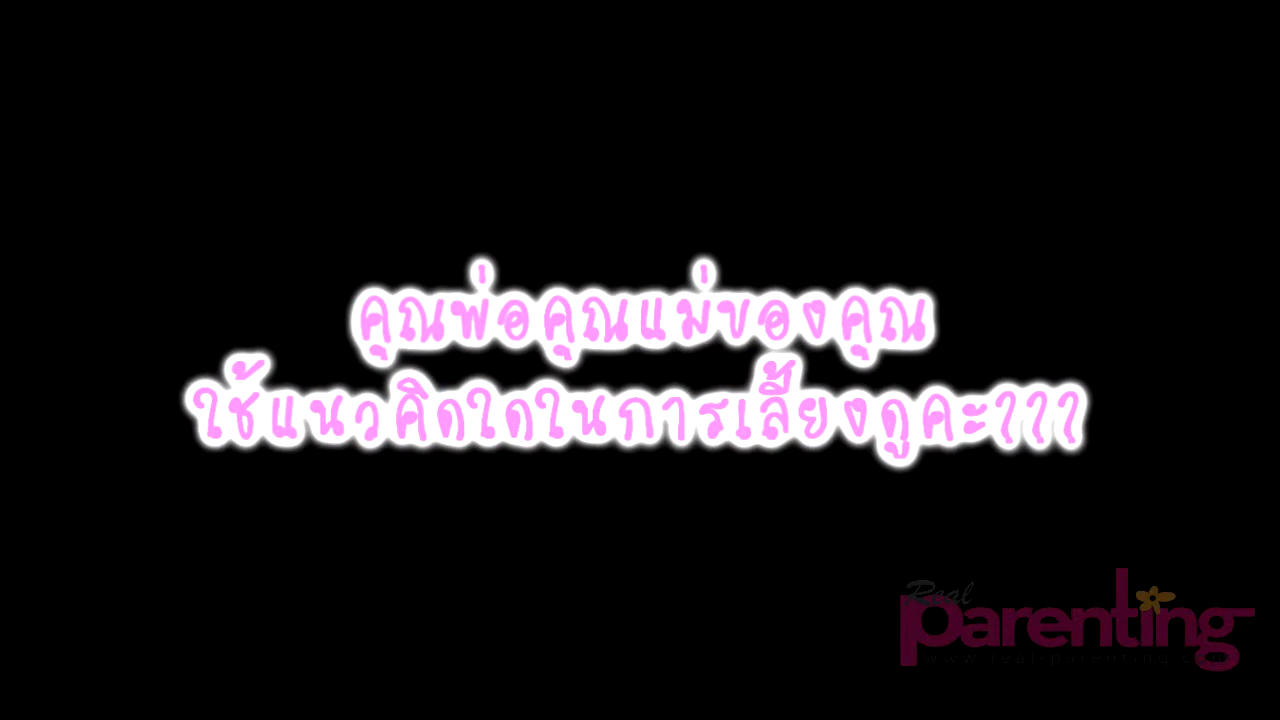 คุณพ่อคุณแม่ของคุณ
ใช้แนวคิดใดในการเลี้ยงดูคะ???
Real
parenting